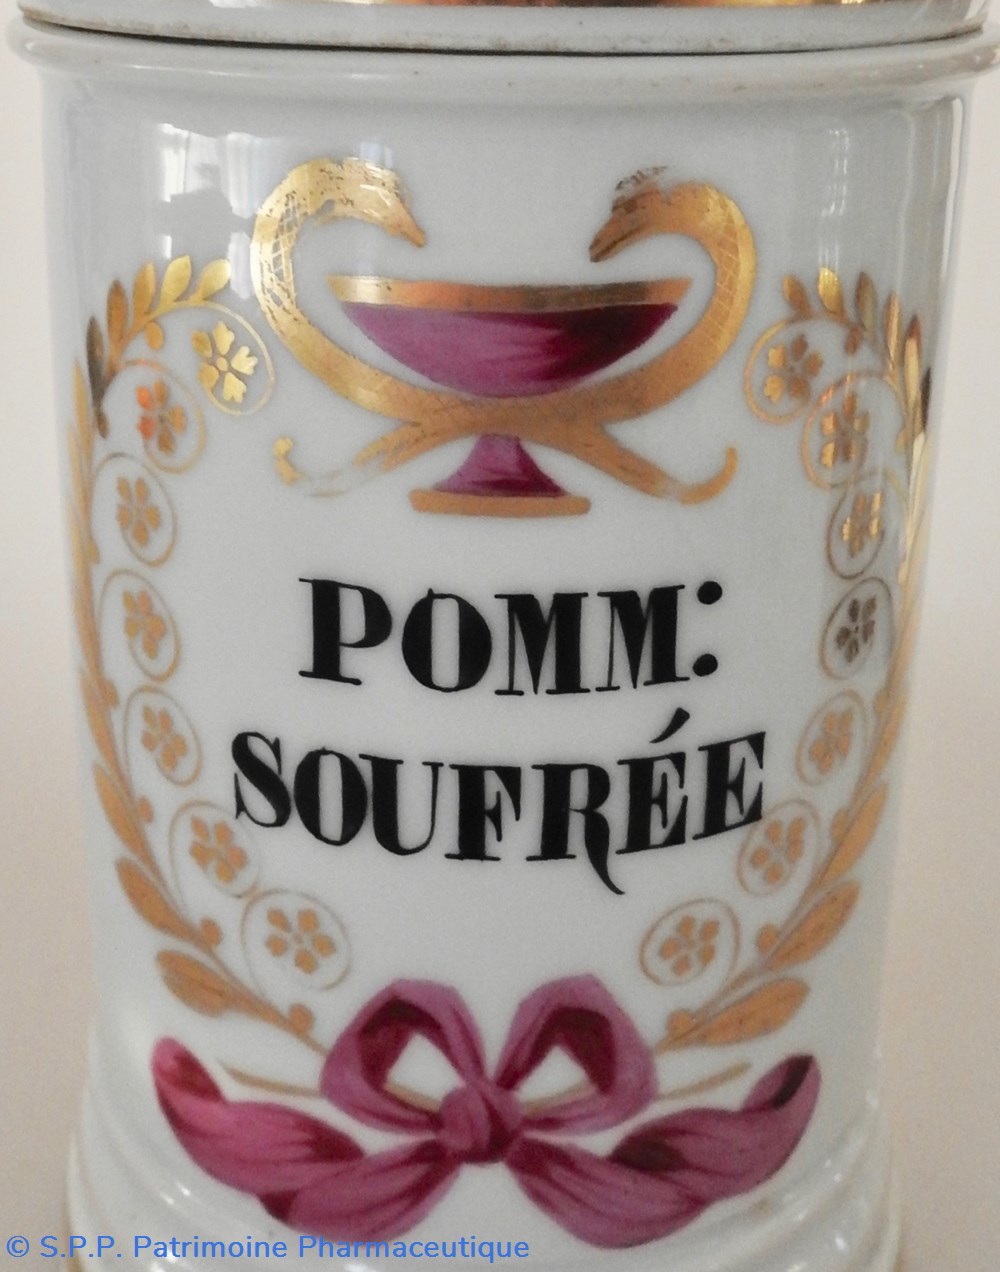 POMM:
SOUFRÉE
© S.P.P. Patrimoine Pharmaceutique